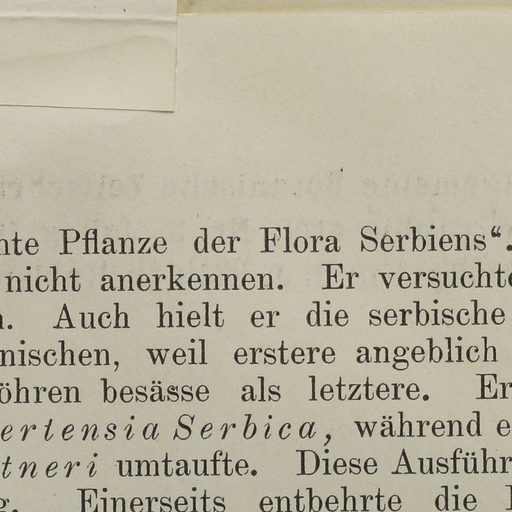 nte Pflanze der Flora Serbiens“.
nicht anerkennen. Er versuchte
n. Auch hielt er die serbische
nischen, weil erstere angeblich
öhren besässe als letztere. Er
ertensia Serbica, während e
tneri umtaufte. Diese Ausführ
g. Einerseits entbehrte die